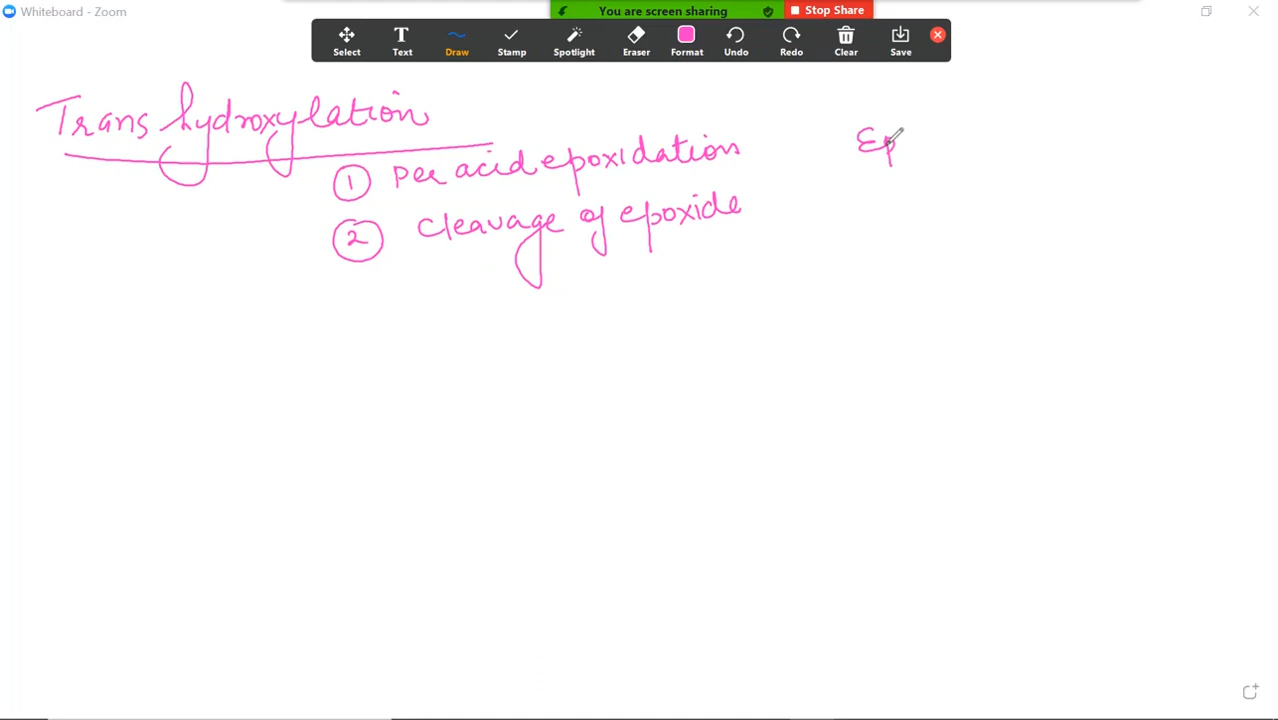 Whiteboard - Zoom
You are screen sharing
Stop Share
Select Text Draw Stamp Spotlight Eraser Format Undo Redo Clear Save
Trans hydroxylation
1 Per acid epoxidation
2 Cleavage of epoxide
Ep